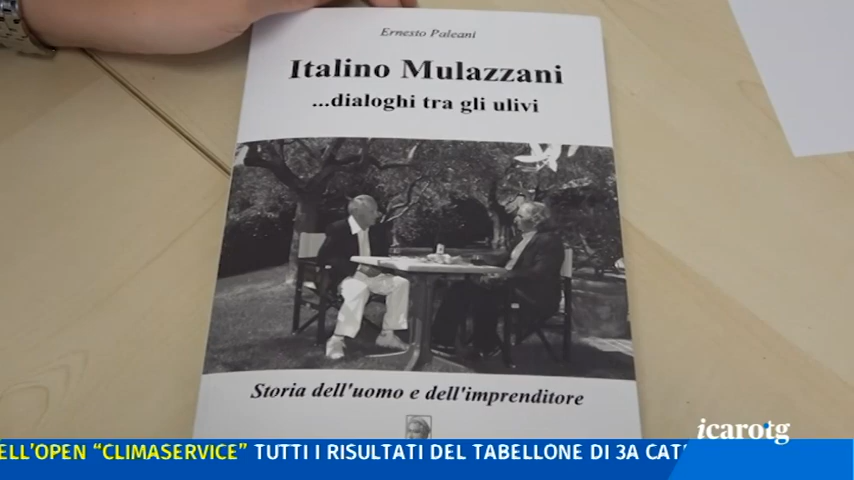 Ernesto Paleani
Italino Mulazzani
...dialoghi tra gli ulivi
Storia dell'uomo e dell'imprenditore
icarotg
ELL'OPEN “CLIMASERVICE” TUTTI I RISULTATI DEL TABELLONE DI 3A CAT